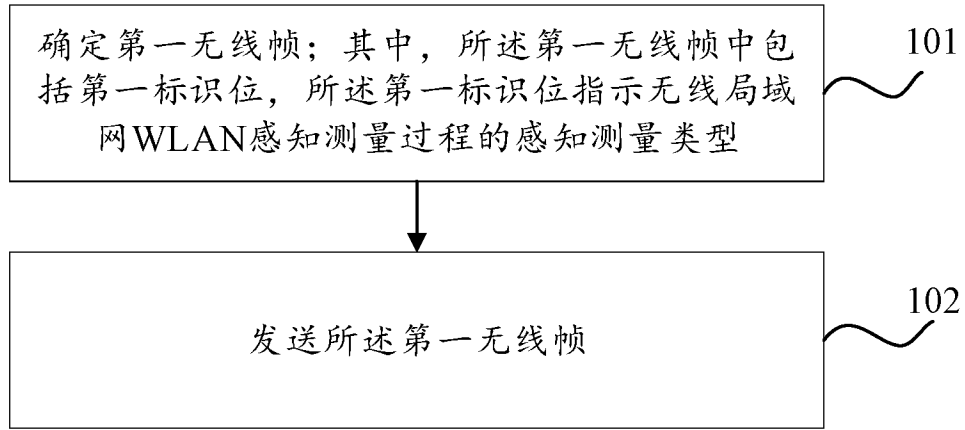 确定第一无线帧；其中，所述第一无线帧中包
括第一标识位，所述第一标识位指示无线局域
网WLAN感知测量过程的感知测量类型
101
发送所述第一无线帧
102